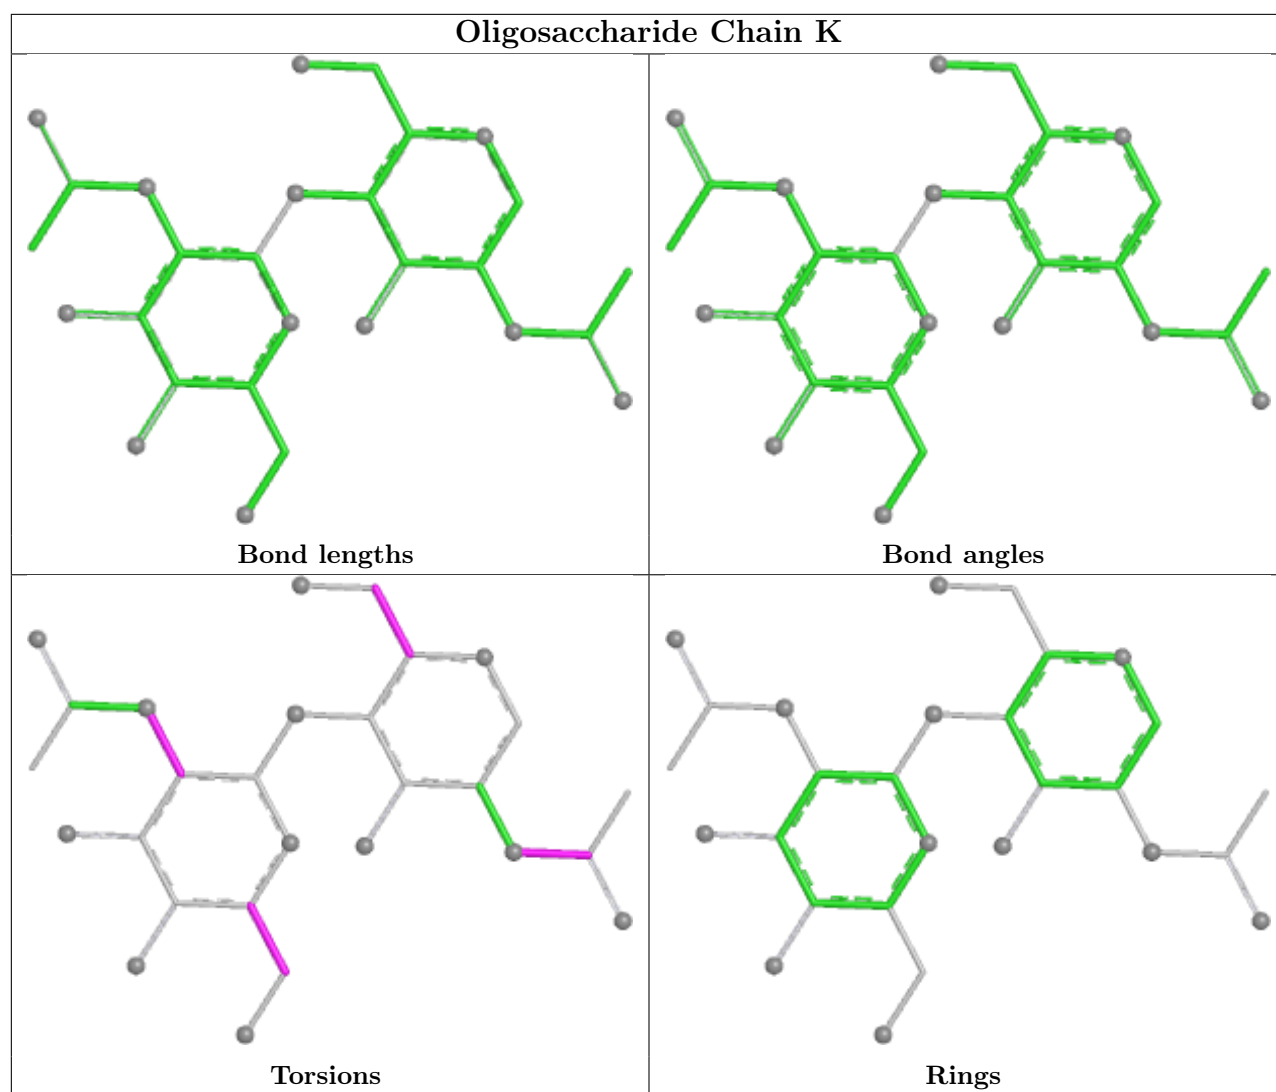 Oligosaccharide Chain K
Bond lengths
Bond angles
Torsions
Rings